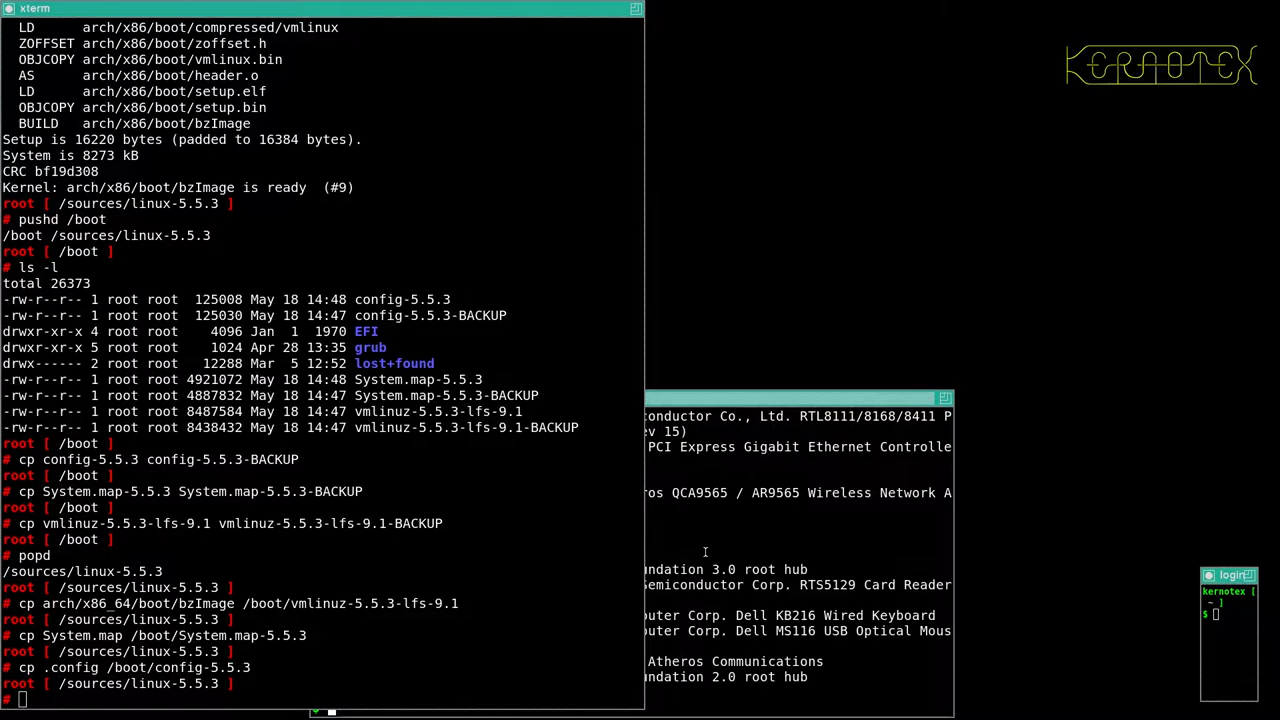 xterm
LD arch/x86/boot/compressed/vmlinux
ZOFFSET arch/x86/boot/zoffset.h
OBJCOPY arch/x86/boot/vmlinux.bin
AS arch/x86/boot/header.o
LD arch/x86/boot/setup.elf
OBJCOPY arch/x86/boot/setup.bin
BUILD arch/x86/boot/bzImage
Setup is 16220 bytes (padded to 16384 bytes).
System is 8273 kB
CRC bf19d308
Kernel: arch/x86/boot/bzImage is ready (#9)
root [ /sources/linux-5.5.3 ]
# pushd /boot
/boot /sources/linux-5.5.3
root [ /boot ]
# ls -l
total 26373
-rw-r--r-- 1 root root 125008 May 18 14:48 config-5.5.3
-rw-r--r-- 1 root root 125030 May 18 14:47 config-5.5.3-BACKUP
drwxr-xr-x 4 root root 4096 Jan 1 1970 EFI
drwxr-xr-x 5 root root 1024 Apr 28 13:35 grub
drwx------ 2 root root 12288 Mar 5 12:52 lost+found
-rw-r--r-- 1 root root 4921072 May 18 14:48 System.map-5.5.3
-rw-r--r-- 1 root root 4887832 May 18 14:47 System.map-5.5.3-BACKUP
-rw-r--r-- 1 root root 8487584 May 18 14:47 vmlinuz-5.5.3-lfs-9.1
-rw-r--r-- 1 root root 8438432 May 18 14:47 vmlinuz-5.5.3-lfs-9.1-BACKUP
root [ /boot ]
# cp config-5.5.3 config-5.5.3-BACKUP
root [ /boot ]
# cp System.map-5.5.3 System.map-5.5.3-BACKUP
root [ /boot ]
# cp vmlinuz-5.5.3-lfs-9.1 vmlinuz-5.5.3-lfs-9.1-BACKUP
root [ /boot ]
# popd
/sources/linux-5.5.3
root [ /sources/linux-5.5.3 ]
# cp arch/x86_64/boot/bzImage /boot/vmlinuz-5.5.3-lfs-9.1
root [ /sources/linux-5.5.3 ]
# cp System.map /boot/System.map-5.5.3
root [ /sources/linux-5.5.3 ]
# cp .config /boot/config-5.5.3
root [ /sources/linux-5.5.3 ]
#
KERNOTEX
conductor Co., Ltd. RTL8111/8168/8411 P
ev 15)
PCI Express Gigabit Ethernet Controlle
ros QCA9565 / AR9565 Wireless Network A
undation 3.0 root hub
Semiconductor Corp. RTS5129 Card Reader
outer Corp. Dell KB216 Wired Keyboard
outer Corp. Dell MS116 USB Optical Mous
Atheros Communications
undation 2.0 root hub
login
kernotex [
~ ]
$